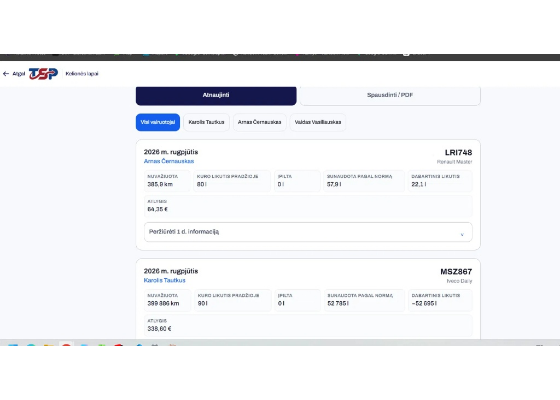 ← Atgal TSP Kelionės lapai
Atnaujinti
Spausdinti / PDF
Visi vairuotojai
Karolis Tautkus
Arnas Černauskas
Valdas Vasiliauskas
2026 m. rugpjūtis
LRI748
Arnas Černauskas
Renault Master
NUVAŽIUOTA
KURO LIKUTIS PRADŽIOJE
ĮPILTA
SUNAUDOTA PAGAL NORMĄ
DABARTINIS LIKUTIS
385,9 km
80 l
0 l
57,9 l
22,1 l
ATLYGIS
64,35 €
Peržiūrėti 1 d. informaciją
2026 m. rugpjūtis
MSZ867
Karolis Tautkus
Iveco Daily
NUVAŽIUOTA
KURO LIKUTIS PRADŽIOJE
ĮPILTA
SUNAUDOTA PAGAL NORMĄ
DABARTINIS LIKUTIS
399 886 km
90 l
0 l
52 785 l
−52 695 l
ATLYGIS
338,60 €